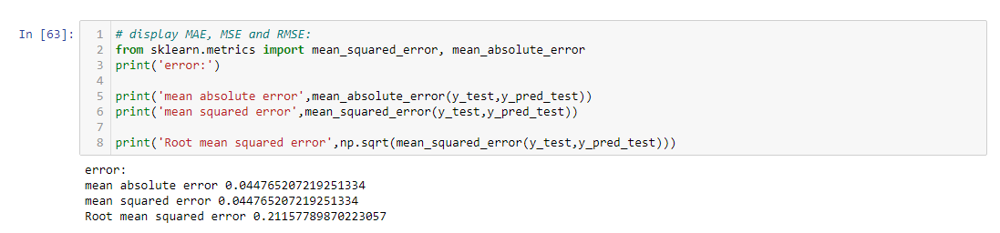 In [63]:
1 # display MAE, MSE and RMSE:
2 from sklearn.metrics import mean_squared_error, mean_absolute_error
3 print('error:')
4
5 print('mean absolute error',mean_absolute_error(y_test,y_pred_test))
6 print('mean squared error',mean_squared_error(y_test,y_pred_test))
7
8 print('Root mean squared error',np.sqrt(mean_squared_error(y_test,y_pred_test)))
error:
mean absolute error 0.044765207219251334
mean squared error 0.044765207219251334
Root mean squared error 0.21157789870223057